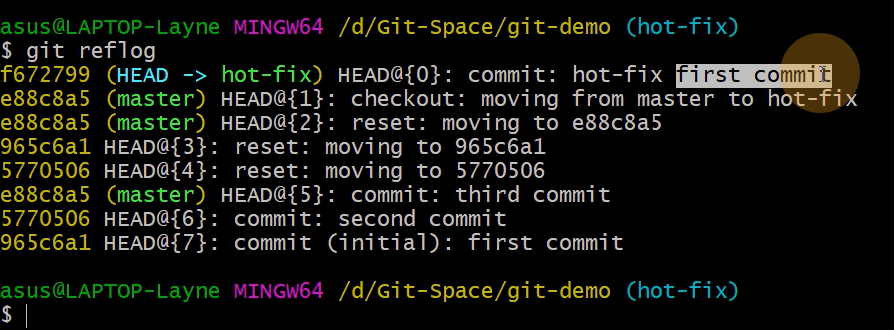 asus@LAPTOP-Layne MINGW64 /d/Git-Space/git-demo (hot-fix)
$ git reflog
f672799 (HEAD -> hot-fix) HEAD@{0}: commit: hot-fix first commit
e88c8a5 (master) HEAD@{1}: checkout: moving from master to hot-fix
e88c8a5 (master) HEAD@{2}: reset: moving to e88c8a5
965c6a1 HEAD@{3}: reset: moving to 965c6a1
5770506 HEAD@{4}: reset: moving to 5770506
e88c8a5 (master) HEAD@{5}: commit: third commit
5770506 HEAD@{6}: commit: second commit
965c6a1 HEAD@{7}: commit (initial): first commit
asus@LAPTOP-Layne MINGW64 /d/Git-Space/git-demo (hot-fix)
$